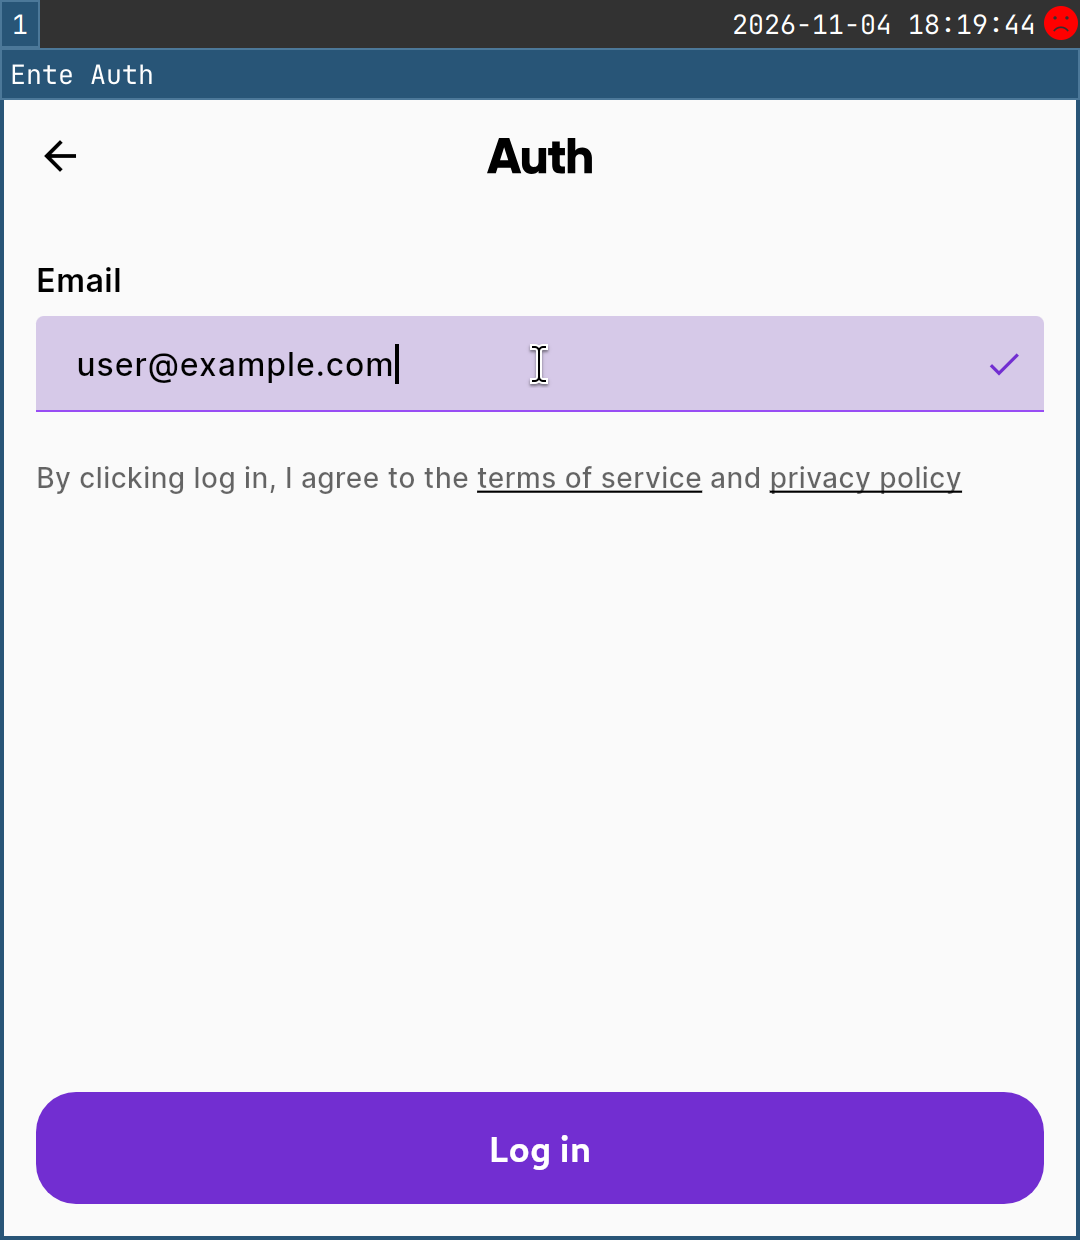 1
2026-11-04 18:19:44
Ente Auth
Auth
Email
user@example.com
By clicking log in, I agree to the terms of service and privacy policy
Log in